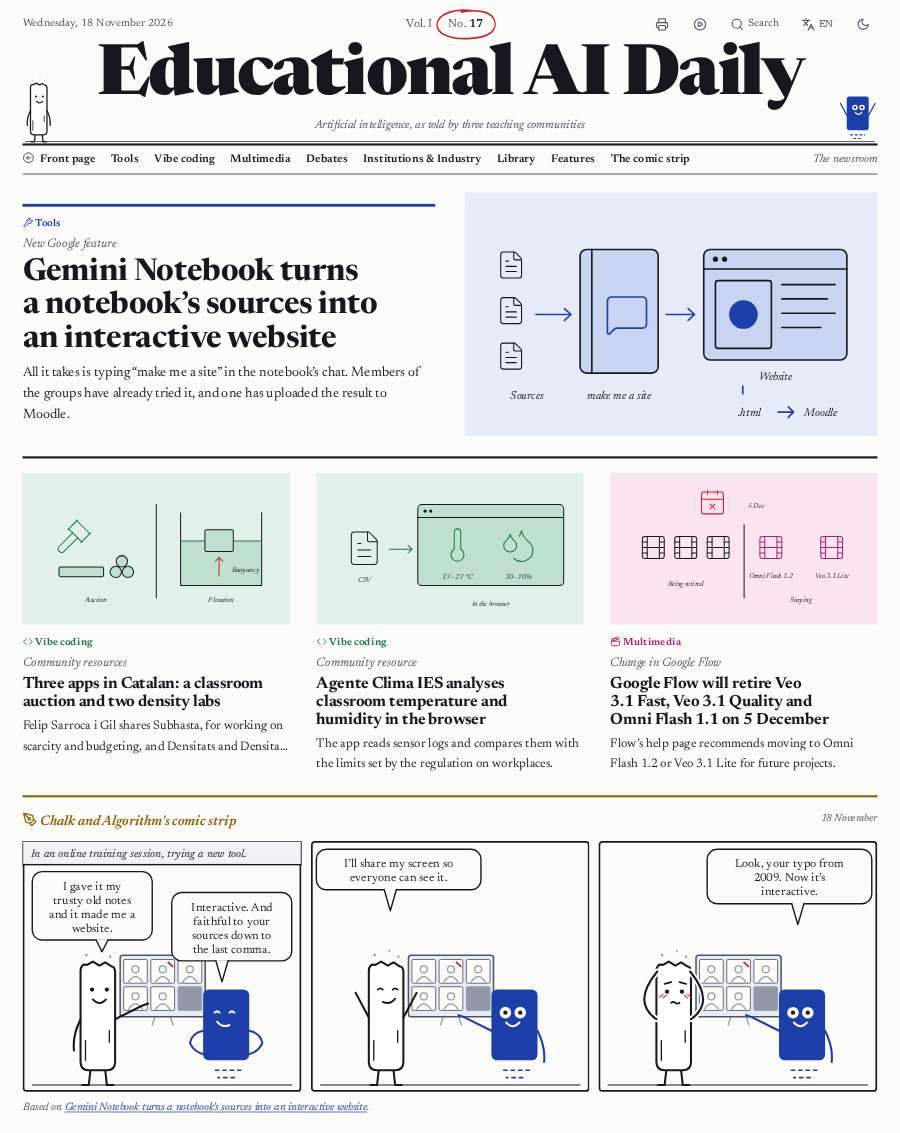 Wednesday, 18 November 2026
Vol. I No. 17
Search
EN
Educational AI Daily
Artificial intelligence, as told by three teaching communities
Front page Tools Vibe coding Multimedia Debates Institutions & Industry Library Features The comic strip
The newsroom
Tools
New Google feature
Gemini Notebook turns
a notebook's sources into
an interactive website
All it takes is typing “make me a site” in the notebook's chat. Members of
the groups have already tried it, and one has uploaded the result to
Moodle.
Sources
make me a site
Website
.html
Moodle
Auction
Buoyancy
Flotation
Vibe coding
Community resources
Three apps in Catalan: a classroom
auction and two density labs
Felip Sarroca i Gil shares Subhasta, for working on
scarcity and budgeting, and Densitats and Densita...
CSV
17–27 °C
30–70%
In the browser
Vibe coding
Community resource
Agente Clima IES analyses
classroom temperature and
humidity in the browser
The app reads sensor logs and compares them with
the limits set by the regulation on workplaces.
5 Dec
Being retired
Omni Flash 1.2
Veo 3.1 Lite
Staying
Multimedia
Change in Google Flow
Google Flow will retire Veo
3.1 Fast, Veo 3.1 Quality and
Omni Flash 1.1 on 5 December
Flow's help page recommends moving to Omni
Flash 1.2 or Veo 3.1 Lite for future projects.
Chalk and Algorithm's comic strip
18 November
In an online training session, trying a new tool.
I gave it my
trusty old notes
and it made me a
website.
Interactive. And
faithful to your
sources down to
the last comma.
I'll share my screen so
everyone can see it.
Look, your typo from
2009. Now it's
interactive.
Based on Gemini Notebook turns a notebook's sources into an interactive website.